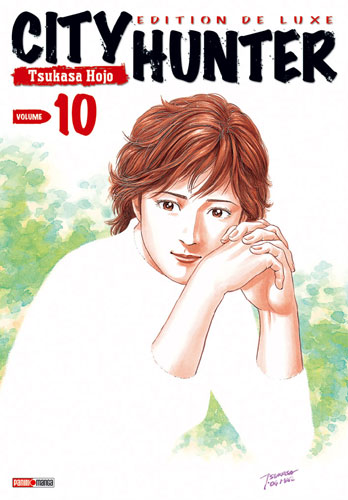 EDITION DE LUXE
CITY HUNTER
Tsukasa Hojo
VOLUME 10
PANINI manga